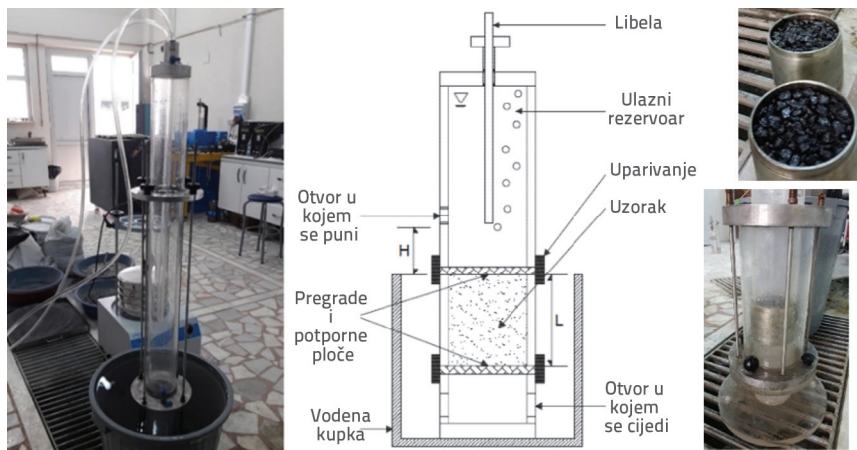 Libela
Ulazni
rezervoar
Uparivanje
Otvor u
kojem
se puni
Uzorak
H
Pregrade
i
potporne
ploče
L
Vodena
kupka
Otvor u
kojem
se cijedi